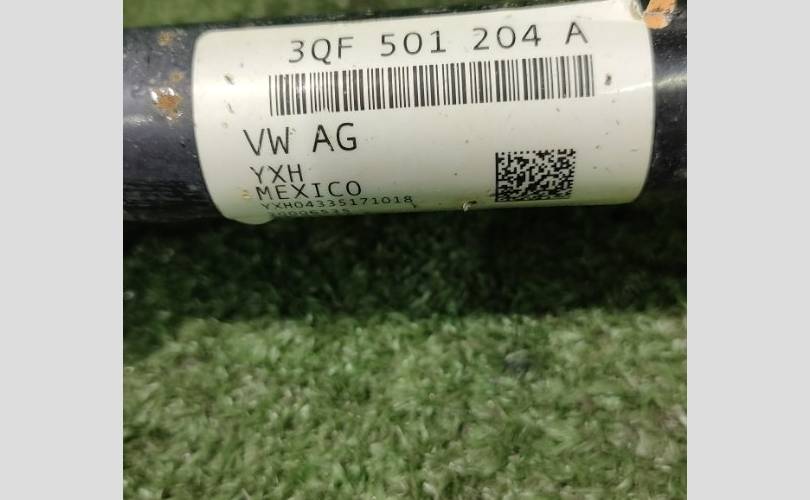 3QF 501 204 A
VW AG
YXH
MEXICO
YXH04335171018